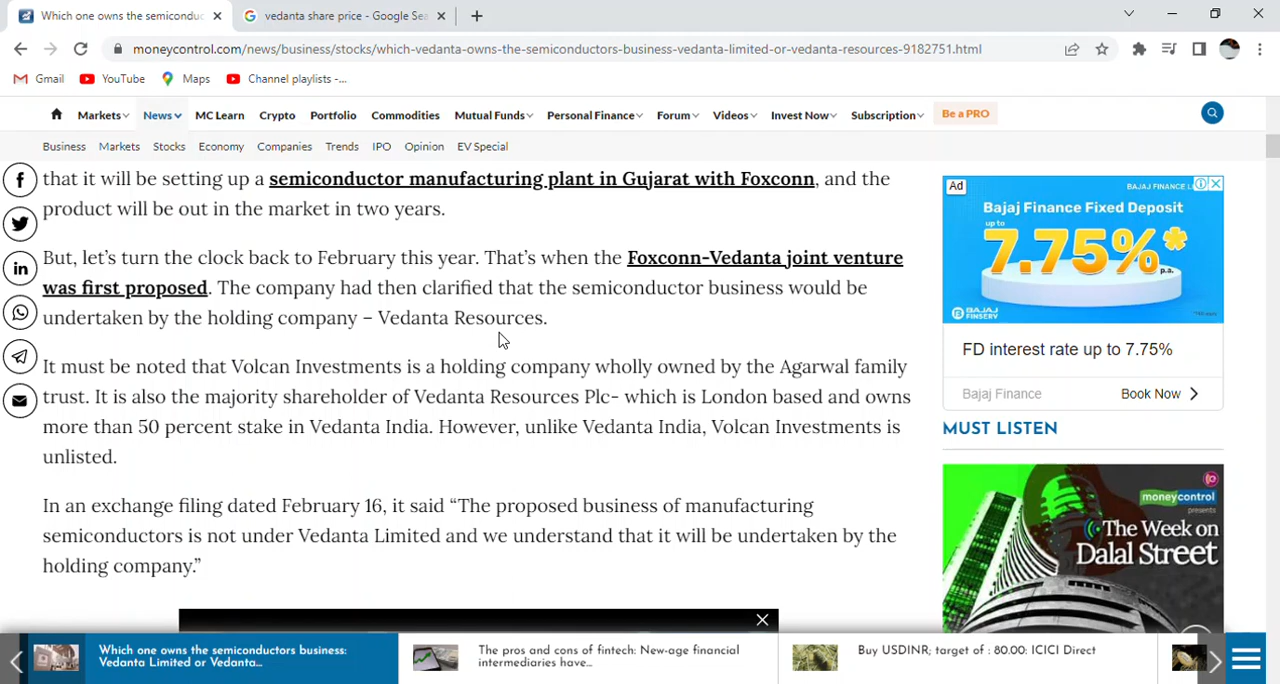 Which one owns the semiconduc
vedanta share price - Google Sea
moneycontrol.com/news/business/stocks/which-vedanta-owns-the-semiconductors-business-vedanta-limited-or-vedanta-resources-9182751.html
Gmail YouTube Maps Channel playlists -...
Markets News MC Learn Crypto Portfolio Commodities Mutual Funds Personal Finance Forum Videos Invest Now Subscription Be a PRO
Business Markets Stocks Economy Companies Trends IPO Opinion EV Special
that it will be setting up a semiconductor manufacturing plant in Gujarat with Foxconn, and the
product will be out in the market in two years.
But, let’s turn the clock back to February this year. That’s when the Foxconn-Vedanta joint venture
was first proposed. The company had then clarified that the semiconductor business would be
undertaken by the holding company – Vedanta Resources.
It must be noted that Volcan Investments is a holding company wholly owned by the Agarwal family
trust. It is also the majority shareholder of Vedanta Resources Plc- which is London based and owns
more than 50 percent stake in Vedanta India. However, unlike Vedanta India, Volcan Investments is
unlisted.
In an exchange filing dated February 16, it said “The proposed business of manufacturing
semiconductors is not under Vedanta Limited and we understand that it will be undertaken by the
holding company.”
Ad
BAJAJ FINANCE L
Bajaj Finance Fixed Deposit
up to
7.75%*
p.a.
BAJAJ
FINSERV
FD interest rate up to 7.75%
Bajaj Finance Book Now
MUST LISTEN
moneycontrol
presents
The Week on
Dalal Street
Which one owns the semiconductors business:
Vedanta Limited or Vedanta...
The pros and cons of fintech: New-age financial
intermediaries have...
Buy USDINR; target of : 80.00: ICICI Direct